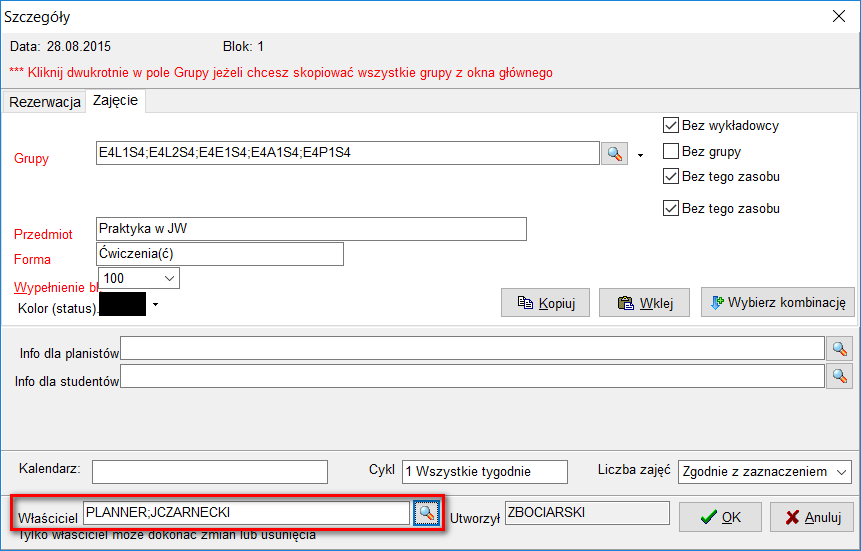 Szczegóły
Data: 28.08.2015 Blok: 1
*** Kliknij dwukrotnie w pole Grupy jeżeli chcesz skopiować wszystkie grupy z okna głównego
Rezerwacja Zajęcie
Bez wykładowcy
Grupy E4L1S4;E4L2S4;E4E1S4;E4A1S4;E4P1S4 Bez grupy
Bez tego zasobu
Bez tego zasobu
Przedmiot Praktyka w JW
Forma Ćwiczenia(ć)
Wypełnienie bl 100
Kolor (status). Kopiuj Wklej Wybierz kombinację
Info dla planistów
Info dla studentów
Kalendarz: Cykl 1 Wszystkie tygodnie Liczba zajęć Zgodnie z zaznaczeniem
Właściciel PLANNER;JCZARNECKI Utworzył ZBOCIARSKI OK Anuluj
Tylko właściciel może dokonać zmian lub usunięcia